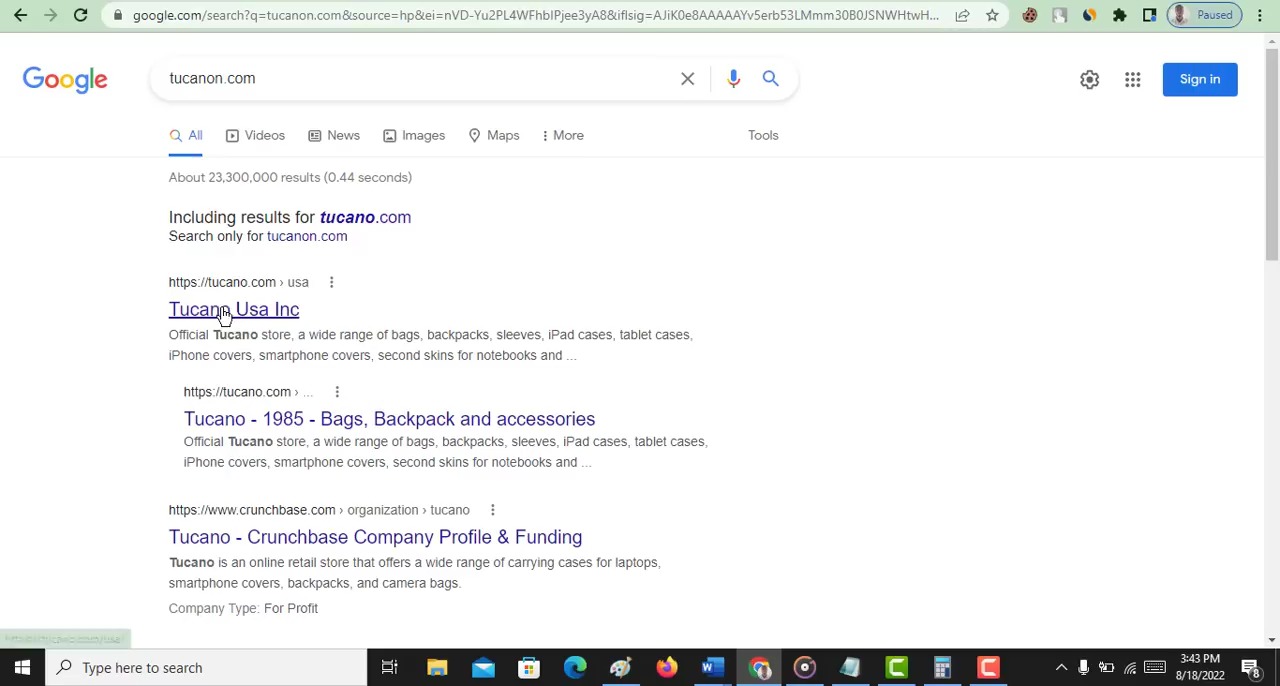 google.com/search?q=tucanon.com&source=hp&ei=nVD-Yu2PL4WFhbIPjee3yA8&iflsig=AJiK0e8AAAAAYv5erb53LMmm30B0JSNWHtwH...
Paused
Google
tucanon.com
Sign in
All Videos News Images Maps More Tools
About 23,300,000 results (0.44 seconds)
Including results for tucano.com
Search only for tucanon.com
https://tucano.com › usa
Tucano Usa Inc
Official Tucano store, a wide range of bags, backpacks, sleeves, iPad cases, tablet cases,
iPhone covers, smartphone covers, second skins for notebooks and ...
https://tucano.com › ...
Tucano - 1985 - Bags, Backpack and accessories
Official Tucano store, a wide range of bags, backpacks, sleeves, iPad cases, tablet cases,
iPhone covers, smartphone covers, second skins for notebooks and ...
https://www.crunchbase.com › organization › tucano
Tucano - Crunchbase Company Profile & Funding
Tucano is an online retail store that offers a wide range of carrying cases for laptops,
smartphone covers, backpacks, and camera bags.
Company Type: For Profit
Type here to search
3:43 PM
8/18/2022
8